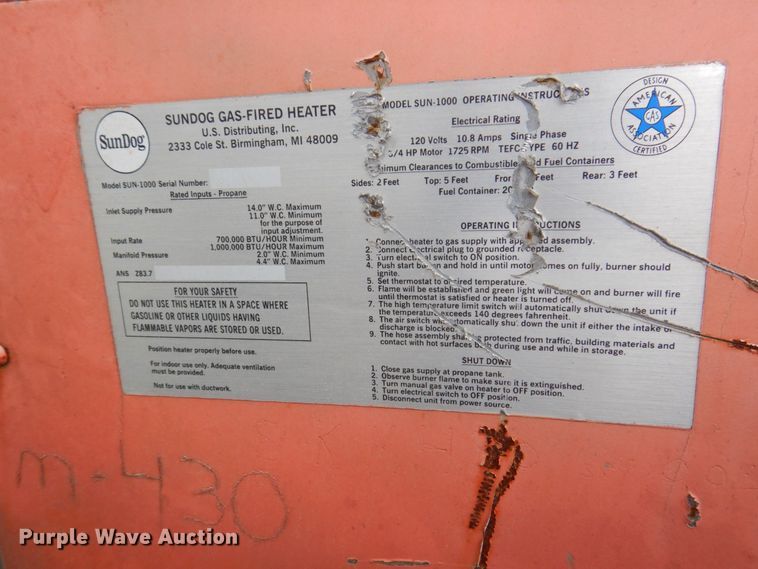 SunDog
SUNDOG GAS-FIRED HEATER
U.S. Distributing, Inc.
2333 Cole St. Birmingham, MI 48009
Model SUN-1000 Serial Number:
Rated Inputs - Propane
Inlet Supply Pressure 14.0" W.C. Maximum
11.0" W.C. Minimum
for the purpose of
input adjustment.
Input Rate 700,000 BTU/HOUR Minimum
1,000,000 BTU/HOUR Maximum
Manifold Pressure 2.0" W.C. Minimum
4.4" W.C. Maximum
ANS Z83.7
FOR YOUR SAFETY
DO NOT USE THIS HEATER IN A SPACE WHERE
GASOLINE OR OTHER LIQUIDS HAVING
FLAMMABLE VAPORS ARE STORED OR USED.
Position heater properly before use.
For indoor use only. Adequate ventilation
must be provided.
Not for use with ductwork.
MODEL SUN-1000 OPERATING INSTRUCTIONS
Electrical Rating
120 Volts 10.8 Amps Single Phase
3/4 HP Motor 1725 RPM TEFC TYPE 60 HZ
Minimum Clearances to Combustible and Fuel Containers
Sides: 2 Feet Top: 5 Feet Feet Rear: 3 Feet
Fuel Container:
OPERATING INSTRUCTIONS
1. Connect heater to gas supply with approved assembly.
2. Connect electrical plug to grounded receptacle.
3. Turn electrical switch to ON position.
4. Push start button and hold in until motor comes on fully, burner should
ignite.
5. Set thermostat to desired temperature.
6. Flame will be established and green light will come on and burner will fire
until thermostat is satisfied or heater is turned off.
7. The high temperature limit switch will automatically shut down the unit if
the temperature exceeds 140 degrees fahrenheit.
8. The air switch will automatically shut down the unit if either the intake or
discharge is blocked.
9. The hose assembly shall be protected from traffic, building materials and
contact with hot surfaces both during use and while in storage.
SHUT DOWN
1. Close gas supply at propane tank.
2. Observe burner flame to make sure it is extinguished.
3. Turn manual gas valve on heater to OFF position.
4. Turn electrical switch to OFF position.
5. Disconnect unit from power source.
DESIGN
AMERICAN
GAS
ASSOCIATION
CERTIFIED
m-430
Purple Wave Auction